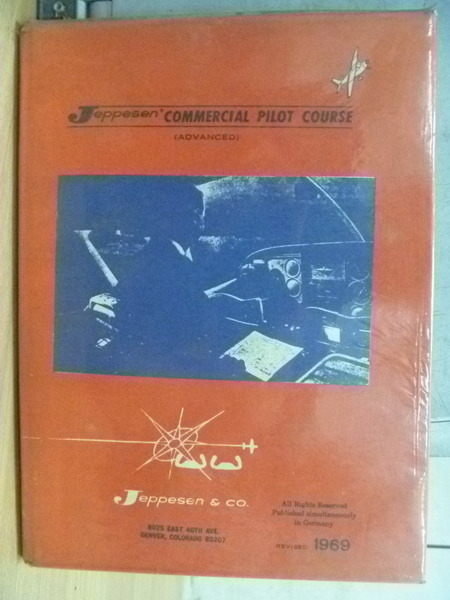 Jeppesen® COMMERCIAL PILOT COURSE
(ADVANCED)
Jeppesen & CO.
8025 EAST 40TH AVE.
DENVER, COLORADO 80207
All Rights Reserved
Published simultaneously
in Germany
REVISED 1969